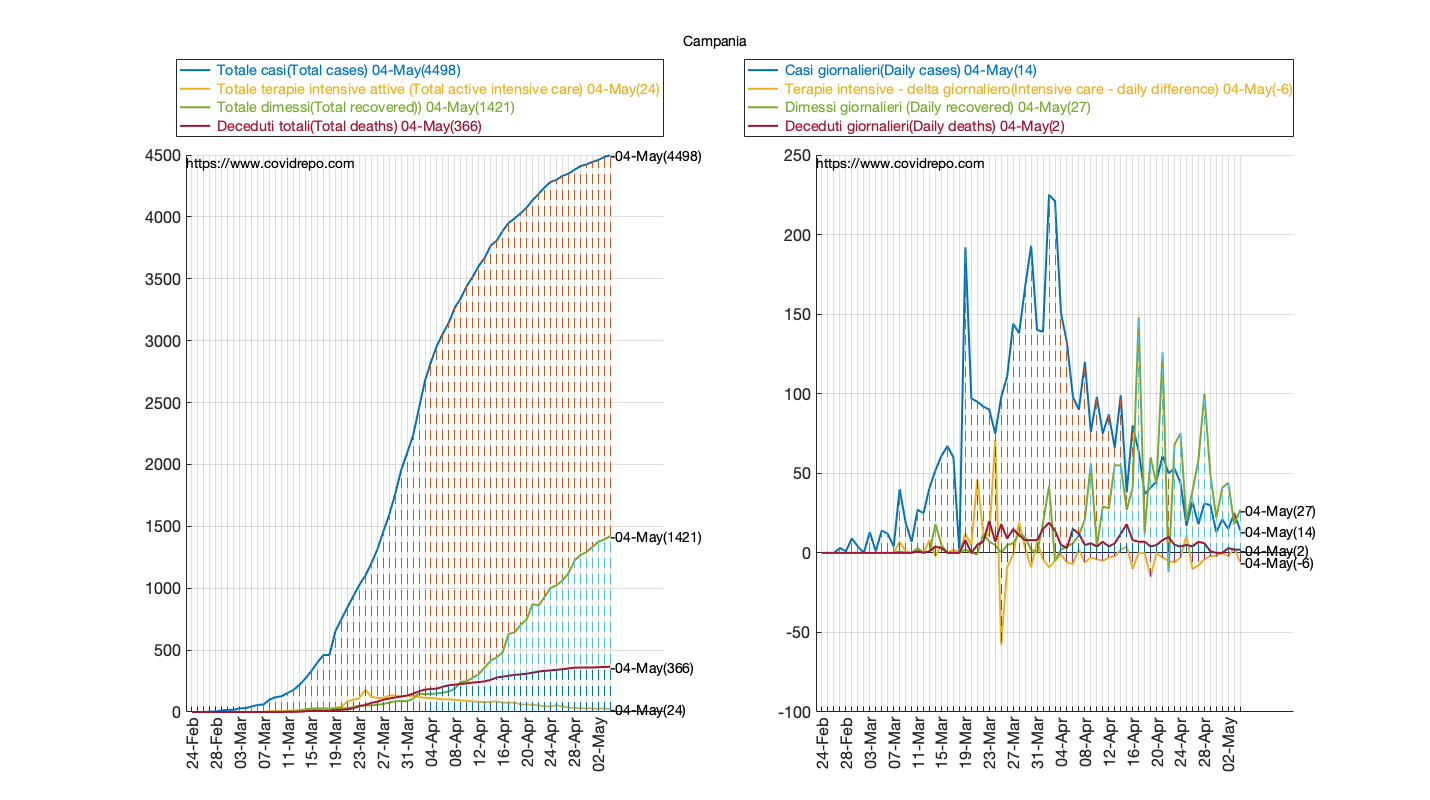 Campania
Totale casi(Total cases) 04-May(4498)
Totale terapie intensive attive (Total active intensive care) 04-May(24)
Totale dimessi(Total recovered)) 04-May(1421)
Deceduti totali(Total deaths) 04-May(366)
4500
4000
3500
3000
2500
2000
1500
1000
500
0
https://www.covidrepo.com
-04-May(4498)
-04-May(1421)
-04-May(366)
-04-May(24)
24-Feb
28-Feb
03-Mar
07-Mar
11-Mar
15-Mar
19-Mar
23-Mar
27-Mar
31-Mar
04-Apr
08-Apr
12-Apr
16-Apr
20-Apr
24-Apr
28-Apr
02-May
Casi giornalieri(Daily cases) 04-May(14)
Terapie intensive - delta giornaliero(Intensive care - daily difference) 04-May(-6)
Dimessi giornalieri (Daily recovered) 04-May(27)
Deceduti giornalieri(Daily deaths) 04-May(2)
250
200
150
100
50
0
-50
-100
https://www.covidrepo.com
-04-May(27)
-04-May(14)
-04-May(2)
-04-May(-6)
24-Feb
28-Feb
03-Mar
07-Mar
11-Mar
15-Mar
19-Mar
23-Mar
27-Mar
31-Mar
04-Apr
08-Apr
12-Apr
16-Apr
20-Apr
24-Apr
28-Apr
02-May